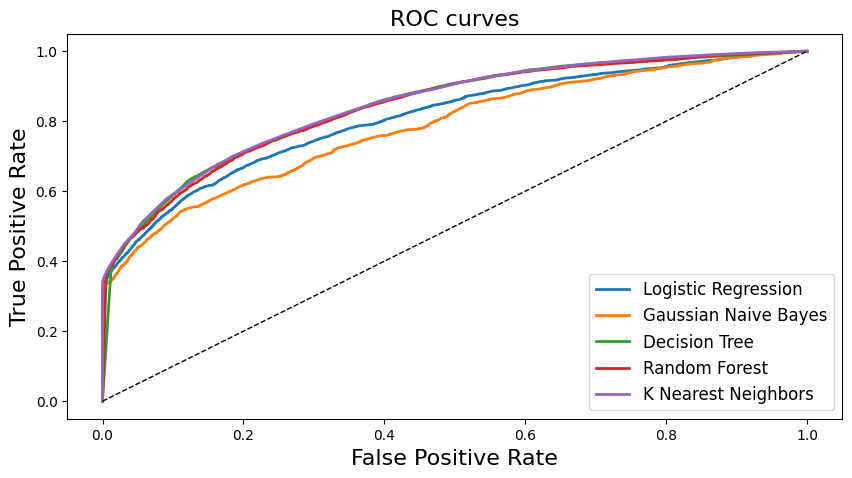 ROC curves
True Positive Rate
1.0
0.8
0.6
0.4
0.2
0.0
Logistic Regression
Gaussian Naive Bayes
Decision Tree
Random Forest
K Nearest Neighbors
0.0 0.2 0.4 0.6 0.8 1.0
False Positive Rate